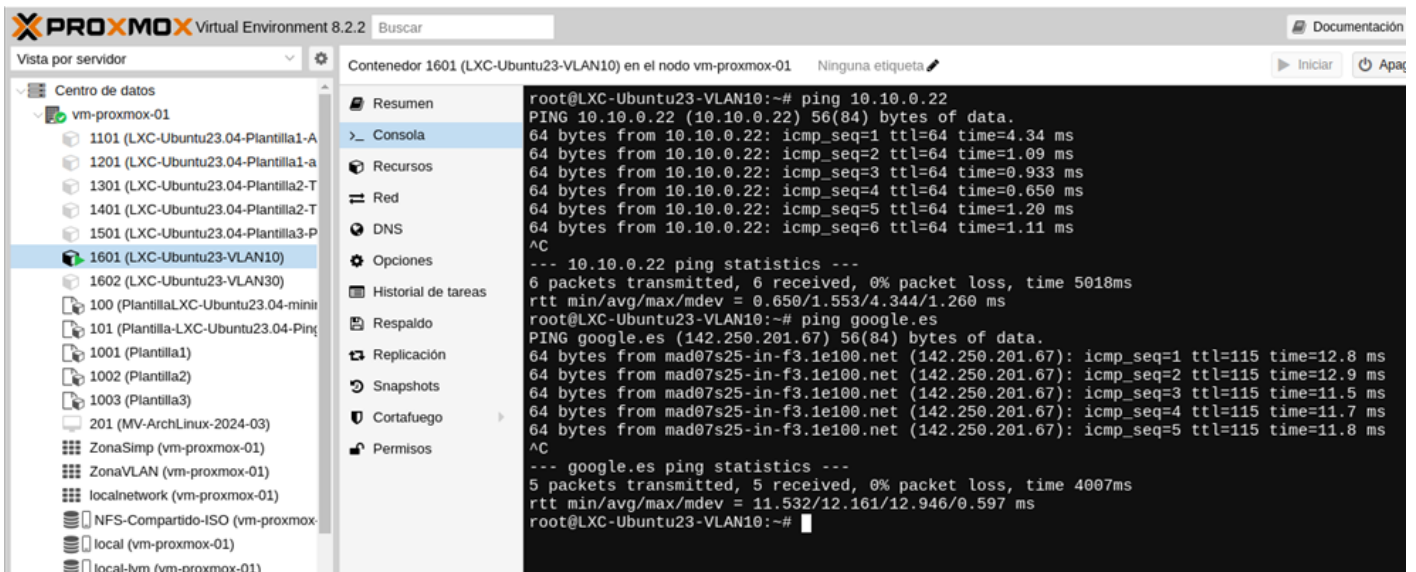 PROXMOX Virtual Environment 8.2.2 Buscar
Documentación
Vista por servidor
Centro de datos
vm-proxmox-01
1101 (LXC-Ubuntu23.04-Plantilla1-A
1201 (LXC-Ubuntu23.04-Plantilla1-a
1301 (LXC-Ubuntu23.04-Plantilla2-T
1401 (LXC-Ubuntu23.04-Plantilla2-T
1501 (LXC-Ubuntu23.04-Plantilla3-P
1601 (LXC-Ubuntu23-VLAN10)
1602 (LXC-Ubuntu23-VLAN30)
100 (PlantillaLXC-Ubuntu23.04-minir
101 (Plantilla-LXC-Ubuntu23.04-Ping
1001 (Plantilla1)
1002 (Plantilla2)
1003 (Plantilla3)
201 (MV-ArchLinux-2024-03)
ZonaSimp (vm-proxmox-01)
ZonaVLAN (vm-proxmox-01)
localnetwork (vm-proxmox-01)
NFS-Compartido-ISO (vm-proxmox-
local (vm-proxmox-01)
local-lvm (vm-proxmox-01)
Contenedor 1601 (LXC-Ubuntu23-VLAN10) en el nodo vm-proxmox-01
Ninguna etiqueta
Iniciar
Apag
Resumen
Consola
Recursos
Red
DNS
Opciones
Historial de tareas
Respaldo
Replicación
Snapshots
Cortafuego
Permisos
root@LXC-Ubuntu23-VLAN10:~# ping 10.10.0.22
PING 10.10.0.22 (10.10.0.22) 56(84) bytes of data.
64 bytes from 10.10.0.22: icmp_seq=1 ttl=64 time=4.34 ms
64 bytes from 10.10.0.22: icmp_seq=2 ttl=64 time=1.09 ms
64 bytes from 10.10.0.22: icmp_seq=3 ttl=64 time=0.933 ms
64 bytes from 10.10.0.22: icmp_seq=4 ttl=64 time=0.650 ms
64 bytes from 10.10.0.22: icmp_seq=5 ttl=64 time=1.20 ms
64 bytes from 10.10.0.22: icmp_seq=6 ttl=64 time=1.11 ms
^C
--- 10.10.0.22 ping statistics ---
6 packets transmitted, 6 received, 0% packet loss, time 5018ms
rtt min/avg/max/mdev = 0.650/1.553/4.344/1.260 ms
root@LXC-Ubuntu23-VLAN10:~# ping google.es
PING google.es (142.250.201.67) 56(84) bytes of data.
64 bytes from mad07s25-in-f3.1e100.net (142.250.201.67): icmp_seq=1 ttl=115 time=12.8 ms
64 bytes from mad07s25-in-f3.1e100.net (142.250.201.67): icmp_seq=2 ttl=115 time=12.9 ms
64 bytes from mad07s25-in-f3.1e100.net (142.250.201.67): icmp_seq=3 ttl=115 time=11.5 ms
64 bytes from mad07s25-in-f3.1e100.net (142.250.201.67): icmp_seq=4 ttl=115 time=11.7 ms
64 bytes from mad07s25-in-f3.1e100.net (142.250.201.67): icmp_seq=5 ttl=115 time=11.8 ms
^C
--- google.es ping statistics ---
5 packets transmitted, 5 received, 0% packet loss, time 4007ms
rtt min/avg/max/mdev = 11.532/12.161/12.946/0.597 ms
root@LXC-Ubuntu23-VLAN10:~#